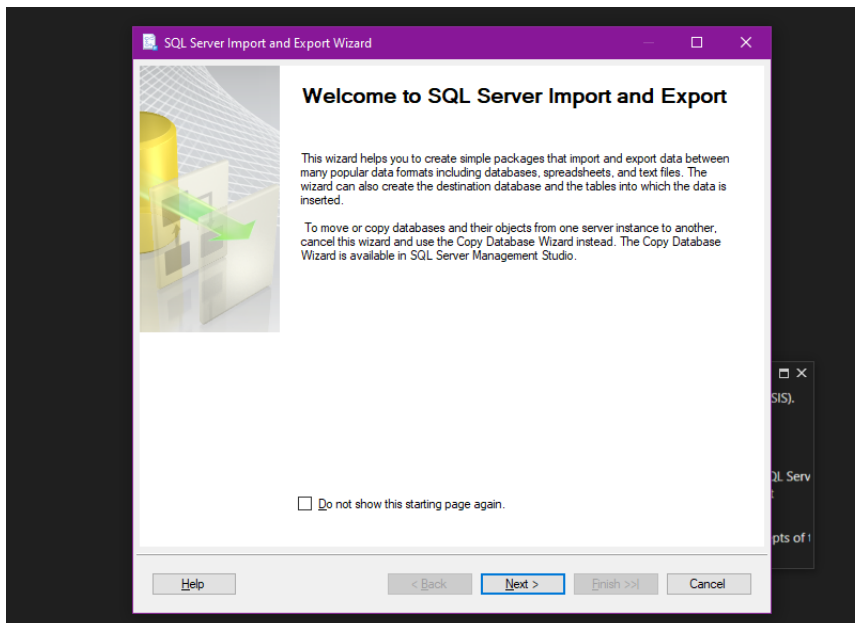 SQL Server Import and Export Wizard
Welcome to SQL Server Import and Export
This wizard helps you to create simple packages that import and export data between
many popular data formats including databases, spreadsheets, and text files. The
wizard can also create the destination database and the tables into which the data is
inserted.
To move or copy databases and their objects from one server instance to another,
cancel this wizard and use the Copy Database Wizard instead. The Copy Database
Wizard is available in SQL Server Management Studio.
SIS).
QL Serv
pts of
Do not show this starting page again.
Help
< Back
Next >
Finish >>|
Cancel